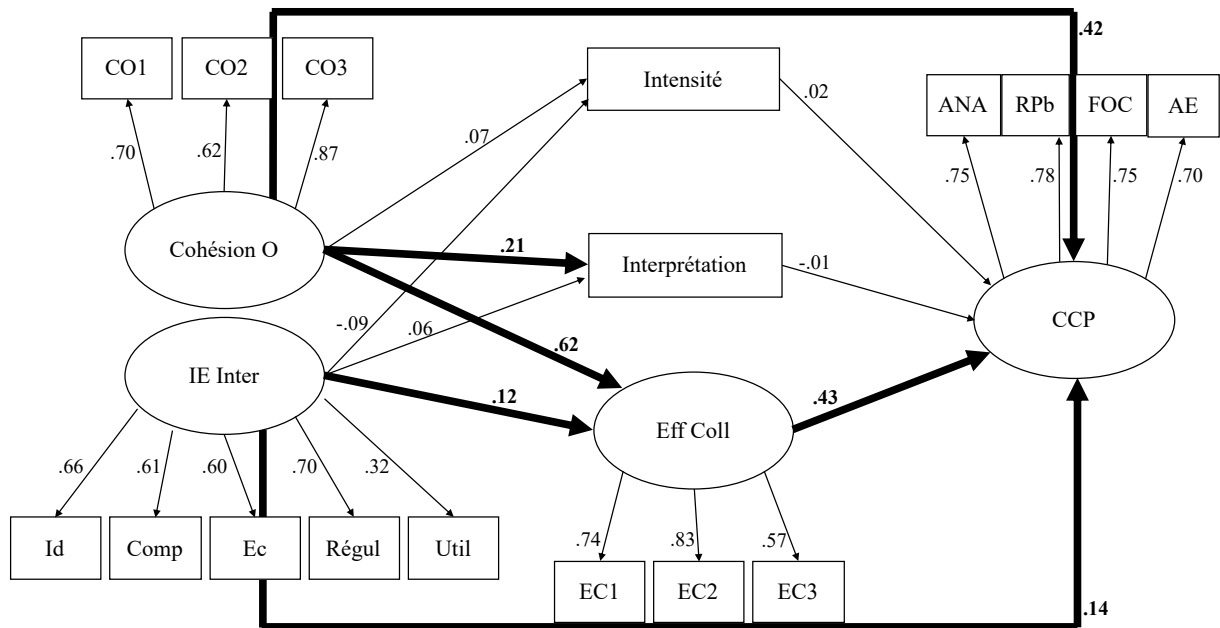 .42
CO1
CO2
CO3
Intensité
.02
ANA
RPb
FOC
AE
.70
.62
.87
.07
.75
.78
.75
.70
Cohésion O
.21
Interprétation
-.01
CCP
-.09
.06
.62
IE Inter
.12
Eff Coll
.43
.66
.61
.60
.70
.32
Id
Comp
Ec
Régul
Util
.74
.83
.57
EC1
EC2
EC3
.14